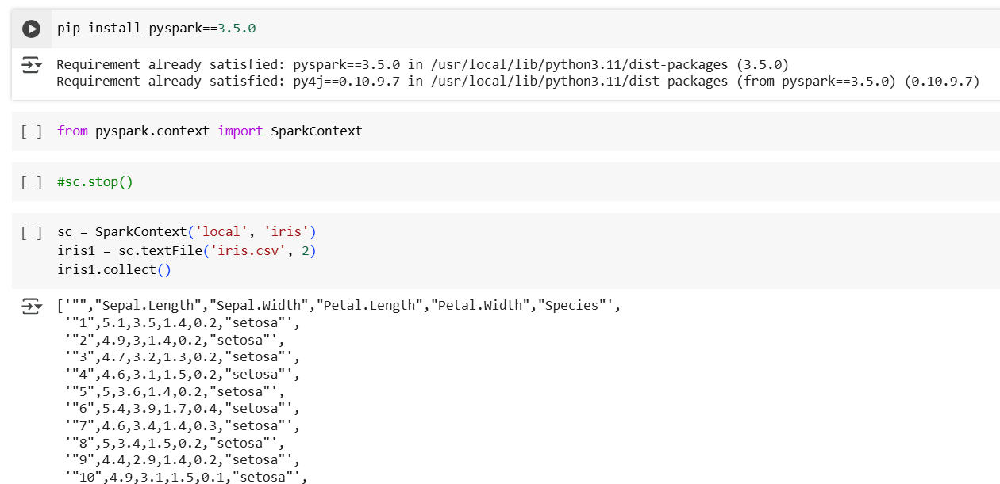 pip install pyspark==3.5.0
Requirement already satisfied: pyspark==3.5.0 in /usr/local/lib/python3.11/dist-packages (3.5.0)
Requirement already satisfied: py4j==0.10.9.7 in /usr/local/lib/python3.11/dist-packages (from pyspark==3.5.0) (0.10.9.7)
[ ] from pyspark.context import SparkContext
[ ] #sc.stop()
[ ] sc = SparkContext('local', 'iris')
iris1 = sc.textFile('iris.csv', 2)
iris1.collect()
['"","Sepal.Length","Sepal.Width","Petal.Length","Petal.Width","Species"',
'"1",5.1,3.5,1.4,0.2,"setosa"',
'"2",4.9,3,1.4,0.2,"setosa"',
'"3",4.7,3.2,1.3,0.2,"setosa"',
'"4",4.6,3.1,1.5,0.2,"setosa"',
'"5",5,3.6,1.4,0.2,"setosa"',
'"6",5.4,3.9,1.7,0.4,"setosa"',
'"7",4.6,3.4,1.4,0.3,"setosa"',
'"8",5,3.4,1.5,0.2,"setosa"',
'"9",4.4,2.9,1.4,0.2,"setosa"',
'"10",4.9,3.1,1.5,0.1,"setosa"',